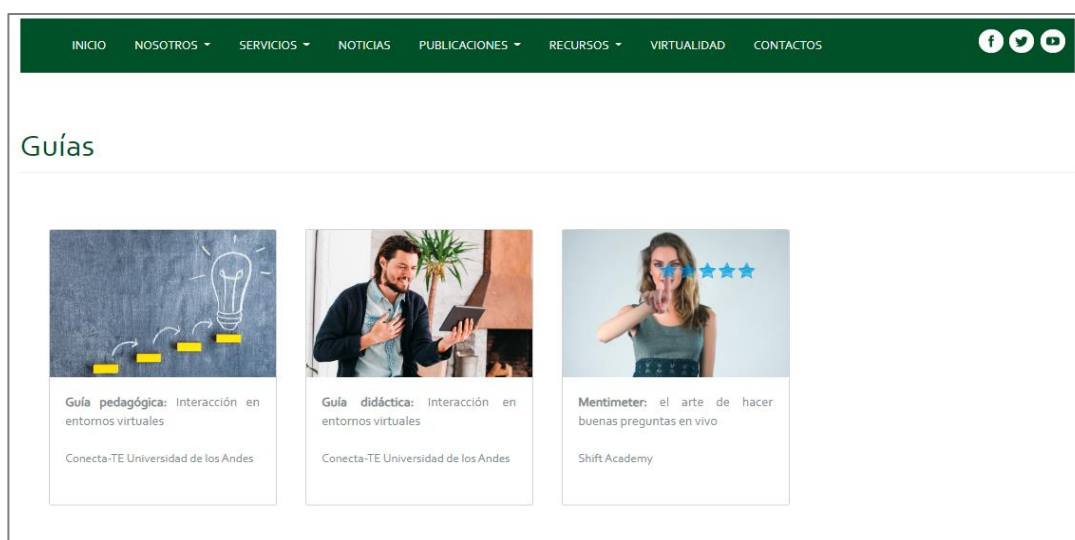 INICIO NOSOTROS SERVICIOS NOTICIAS PUBLICACIONES RECURSOS VIRTUALIDAD CONTACTOS
Guías
Guía pedagógica: Interacción en
entornos virtuales
Conecta-TE Universidad de los Andes
Guía didáctica: Interacción en
entornos virtuales
Conecta-TE Universidad de los Andes
Mentimeter: el arte de hacer
buenas preguntas en vivo
Shift Academy